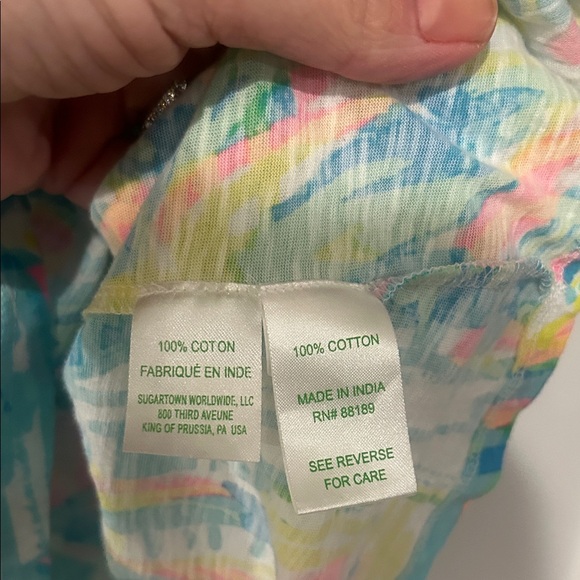 100% COTON
FABRIQUÉ EN INDE
SUGARTOWN WORLDWIDE, LLC
800 THIRD AVEUNE
KING OF PRUSSIA, PA USA
100% COTTON
MADE IN INDIA
RN# 88189
SEE REVERSE
FOR CARE